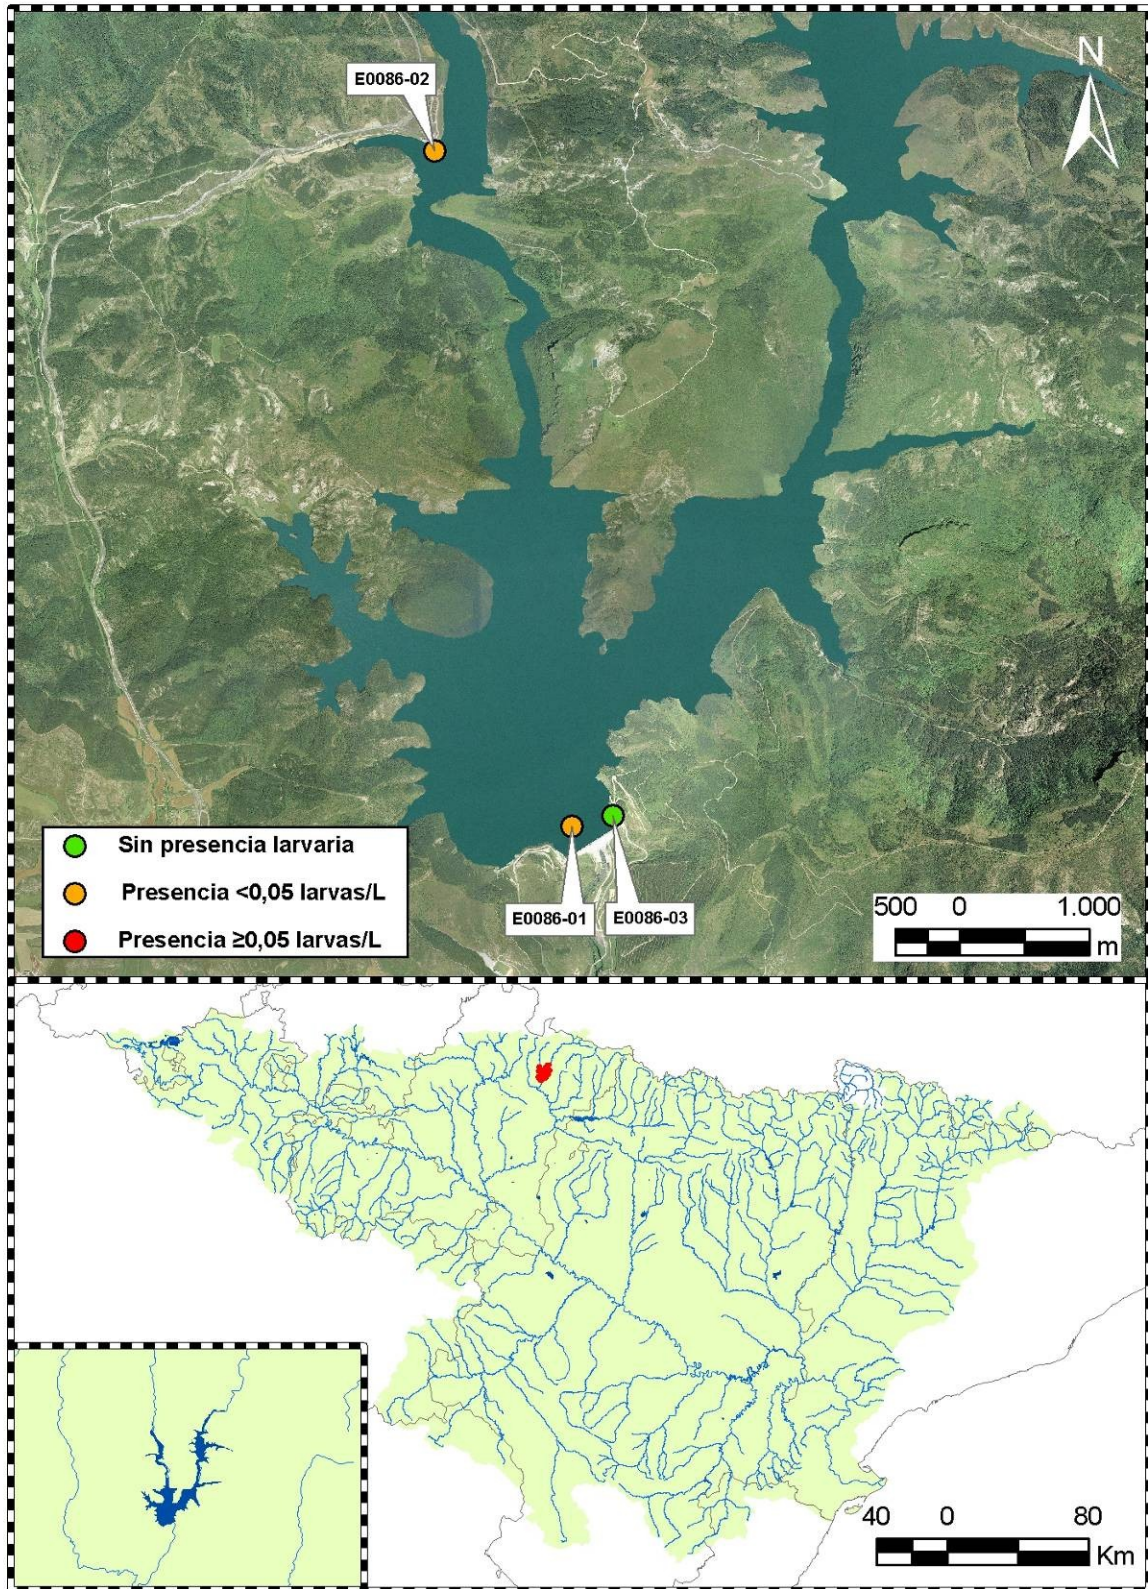 E0086-02
N
Sin presencia larvaria
Presencia <0,05 larvas/L
Presencia ≥0,05 larvas/L
E0086-01
E0086-03
500 0 1.000
m
40 0 80
Km